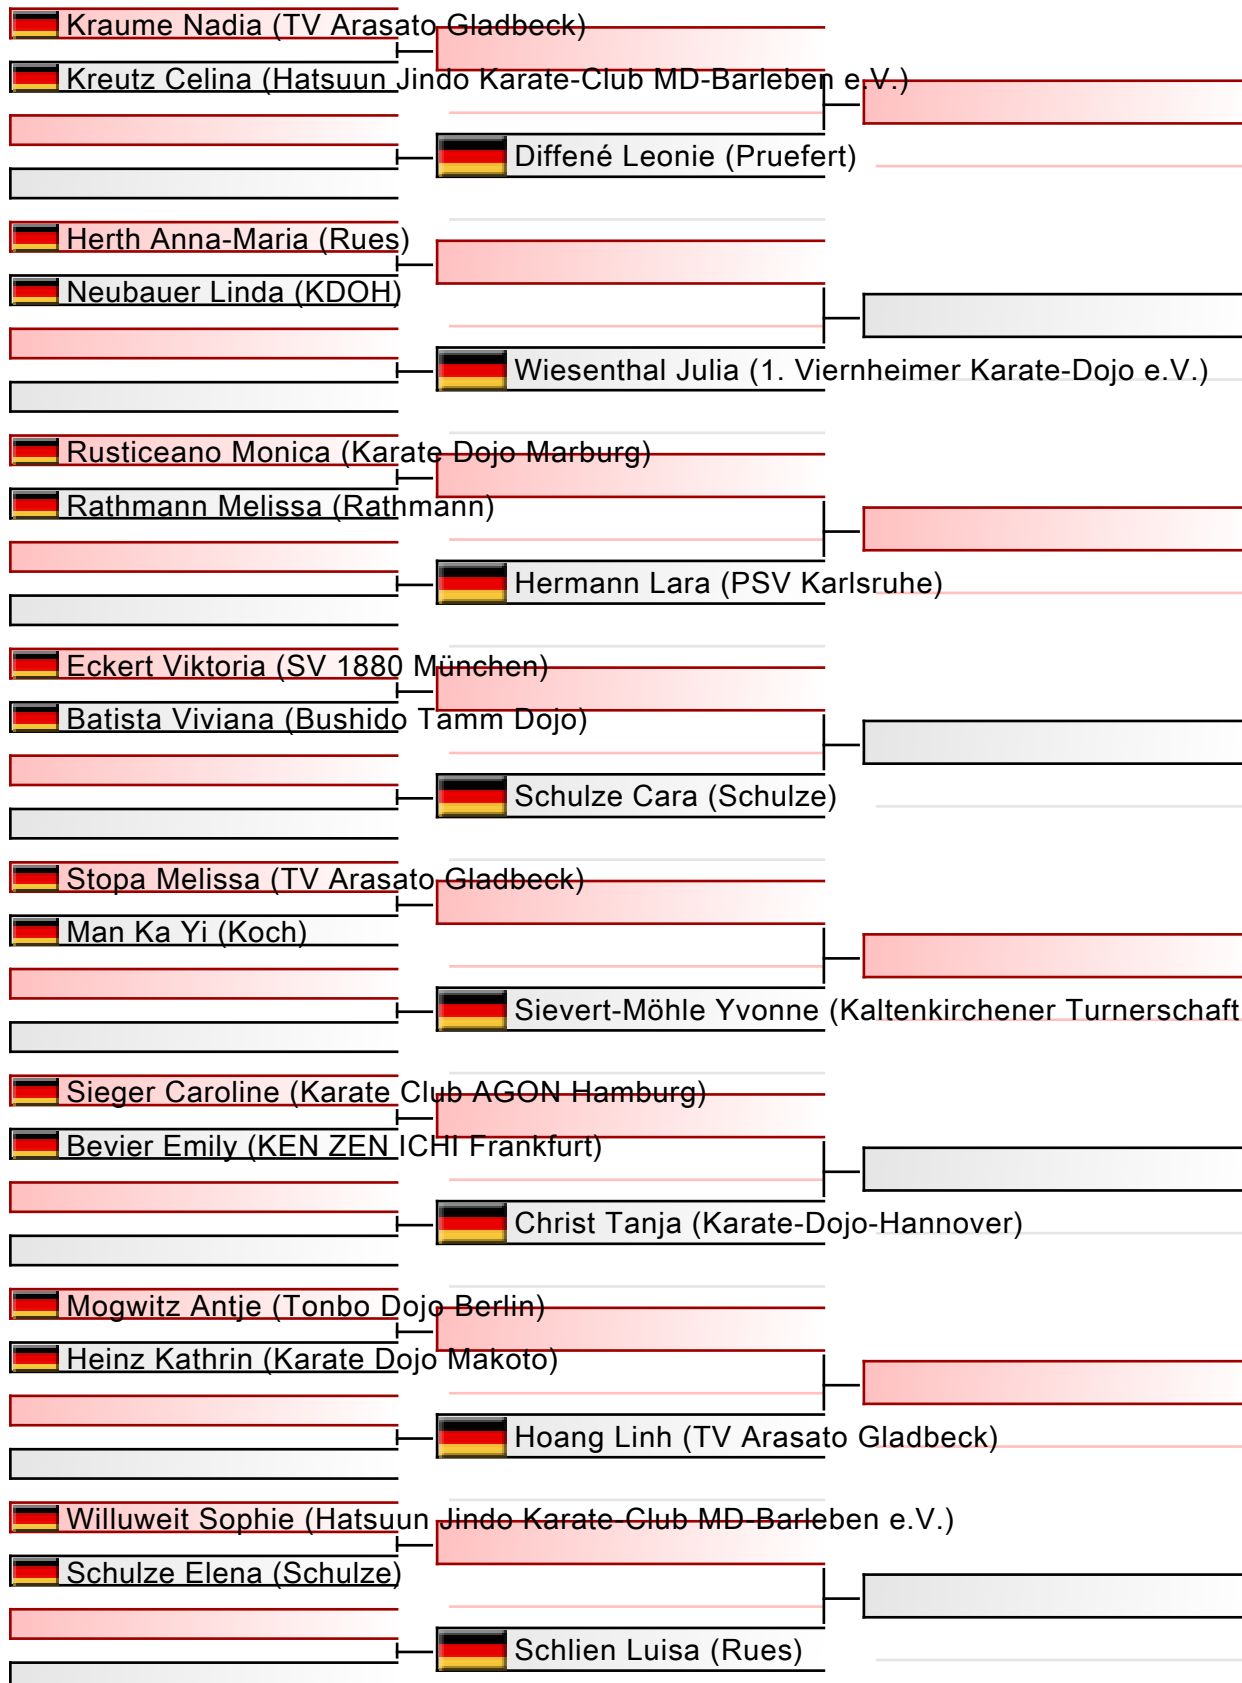 Kraume Nadia (TV Arasato Gladbeck)
Kreutz Celina (Hatsuun Jindo Karate-Club MD-Barleben e.V.)
Diffené Leonie (Pruefert)
Herth Anna-Maria (Rues)
Neubauer Linda (KDOH)
Wiesenthal Julia (1. Viernheimer Karate-Dojo e.V.)
Rusticeano Monica (Karate Dojo Marburg)
Rathmann Melissa (Rathmann)
Hermann Lara (PSV Karlsruhe)
Eckert Viktoria (SV 1880 München)
Batista Viviana (Bushido Tamm Dojo)
Schulze Cara (Schulze)
Stopa Melissa (TV Arasato Gladbeck)
Man Ka Yi (Koch)
Sievert-Möhle Yvonne (Kaltenkirchener Turnerschaft
Sieger Caroline (Karate Club AGON Hamburg)
Bevier Emily (KEN ZEN ICHI Frankfurt)
Christ Tanja (Karate-Dojo-Hannover)
Mogwitz Antje (Tonbo Dojo Berlin)
Heinz Kathrin (Karate Dojo Makoto)
Hoang Linh (TV Arasato Gladbeck)
Willuweit Sophie (Hatsuun Jindo Karate-Club MD-Barleben e.V.)
Schulze Elena (Schulze)
Schlien Luisa (Rues)